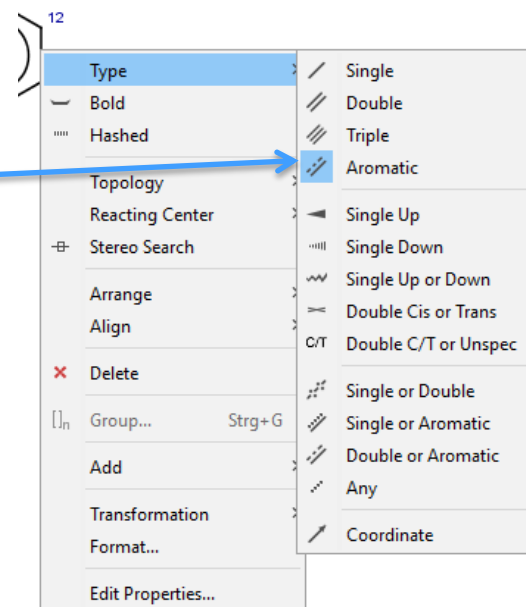 12
Type
Bold
Hashed
Topology
Reacting Center
Stereo Search
Arrange
Align
Delete
[]n Group... Strg+G
Add
Transformation
Format...
Edit Properties...
Single
Double
Triple
Aromatic
Single Up
Single Down
Single Up or Down
Double Cis or Trans
C/T Double C/T or Unspec
Single or Double
Single or Aromatic
Double or Aromatic
Any
Coordinate